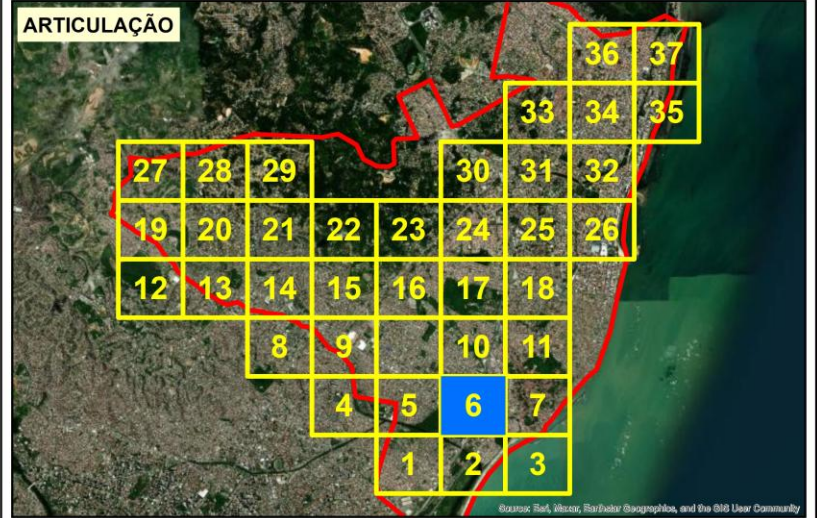 ARTICULAÇÃO
36 37
33 34 35
27 28 29 30 31 32
19 20 21 22 23 24 25 26
12 13 14 15 16 17 18
8 9 10 11
4 5 6 7
1 2 3
Source: Esri, Maxar, Earthstar Geographics, and the GIS User Community